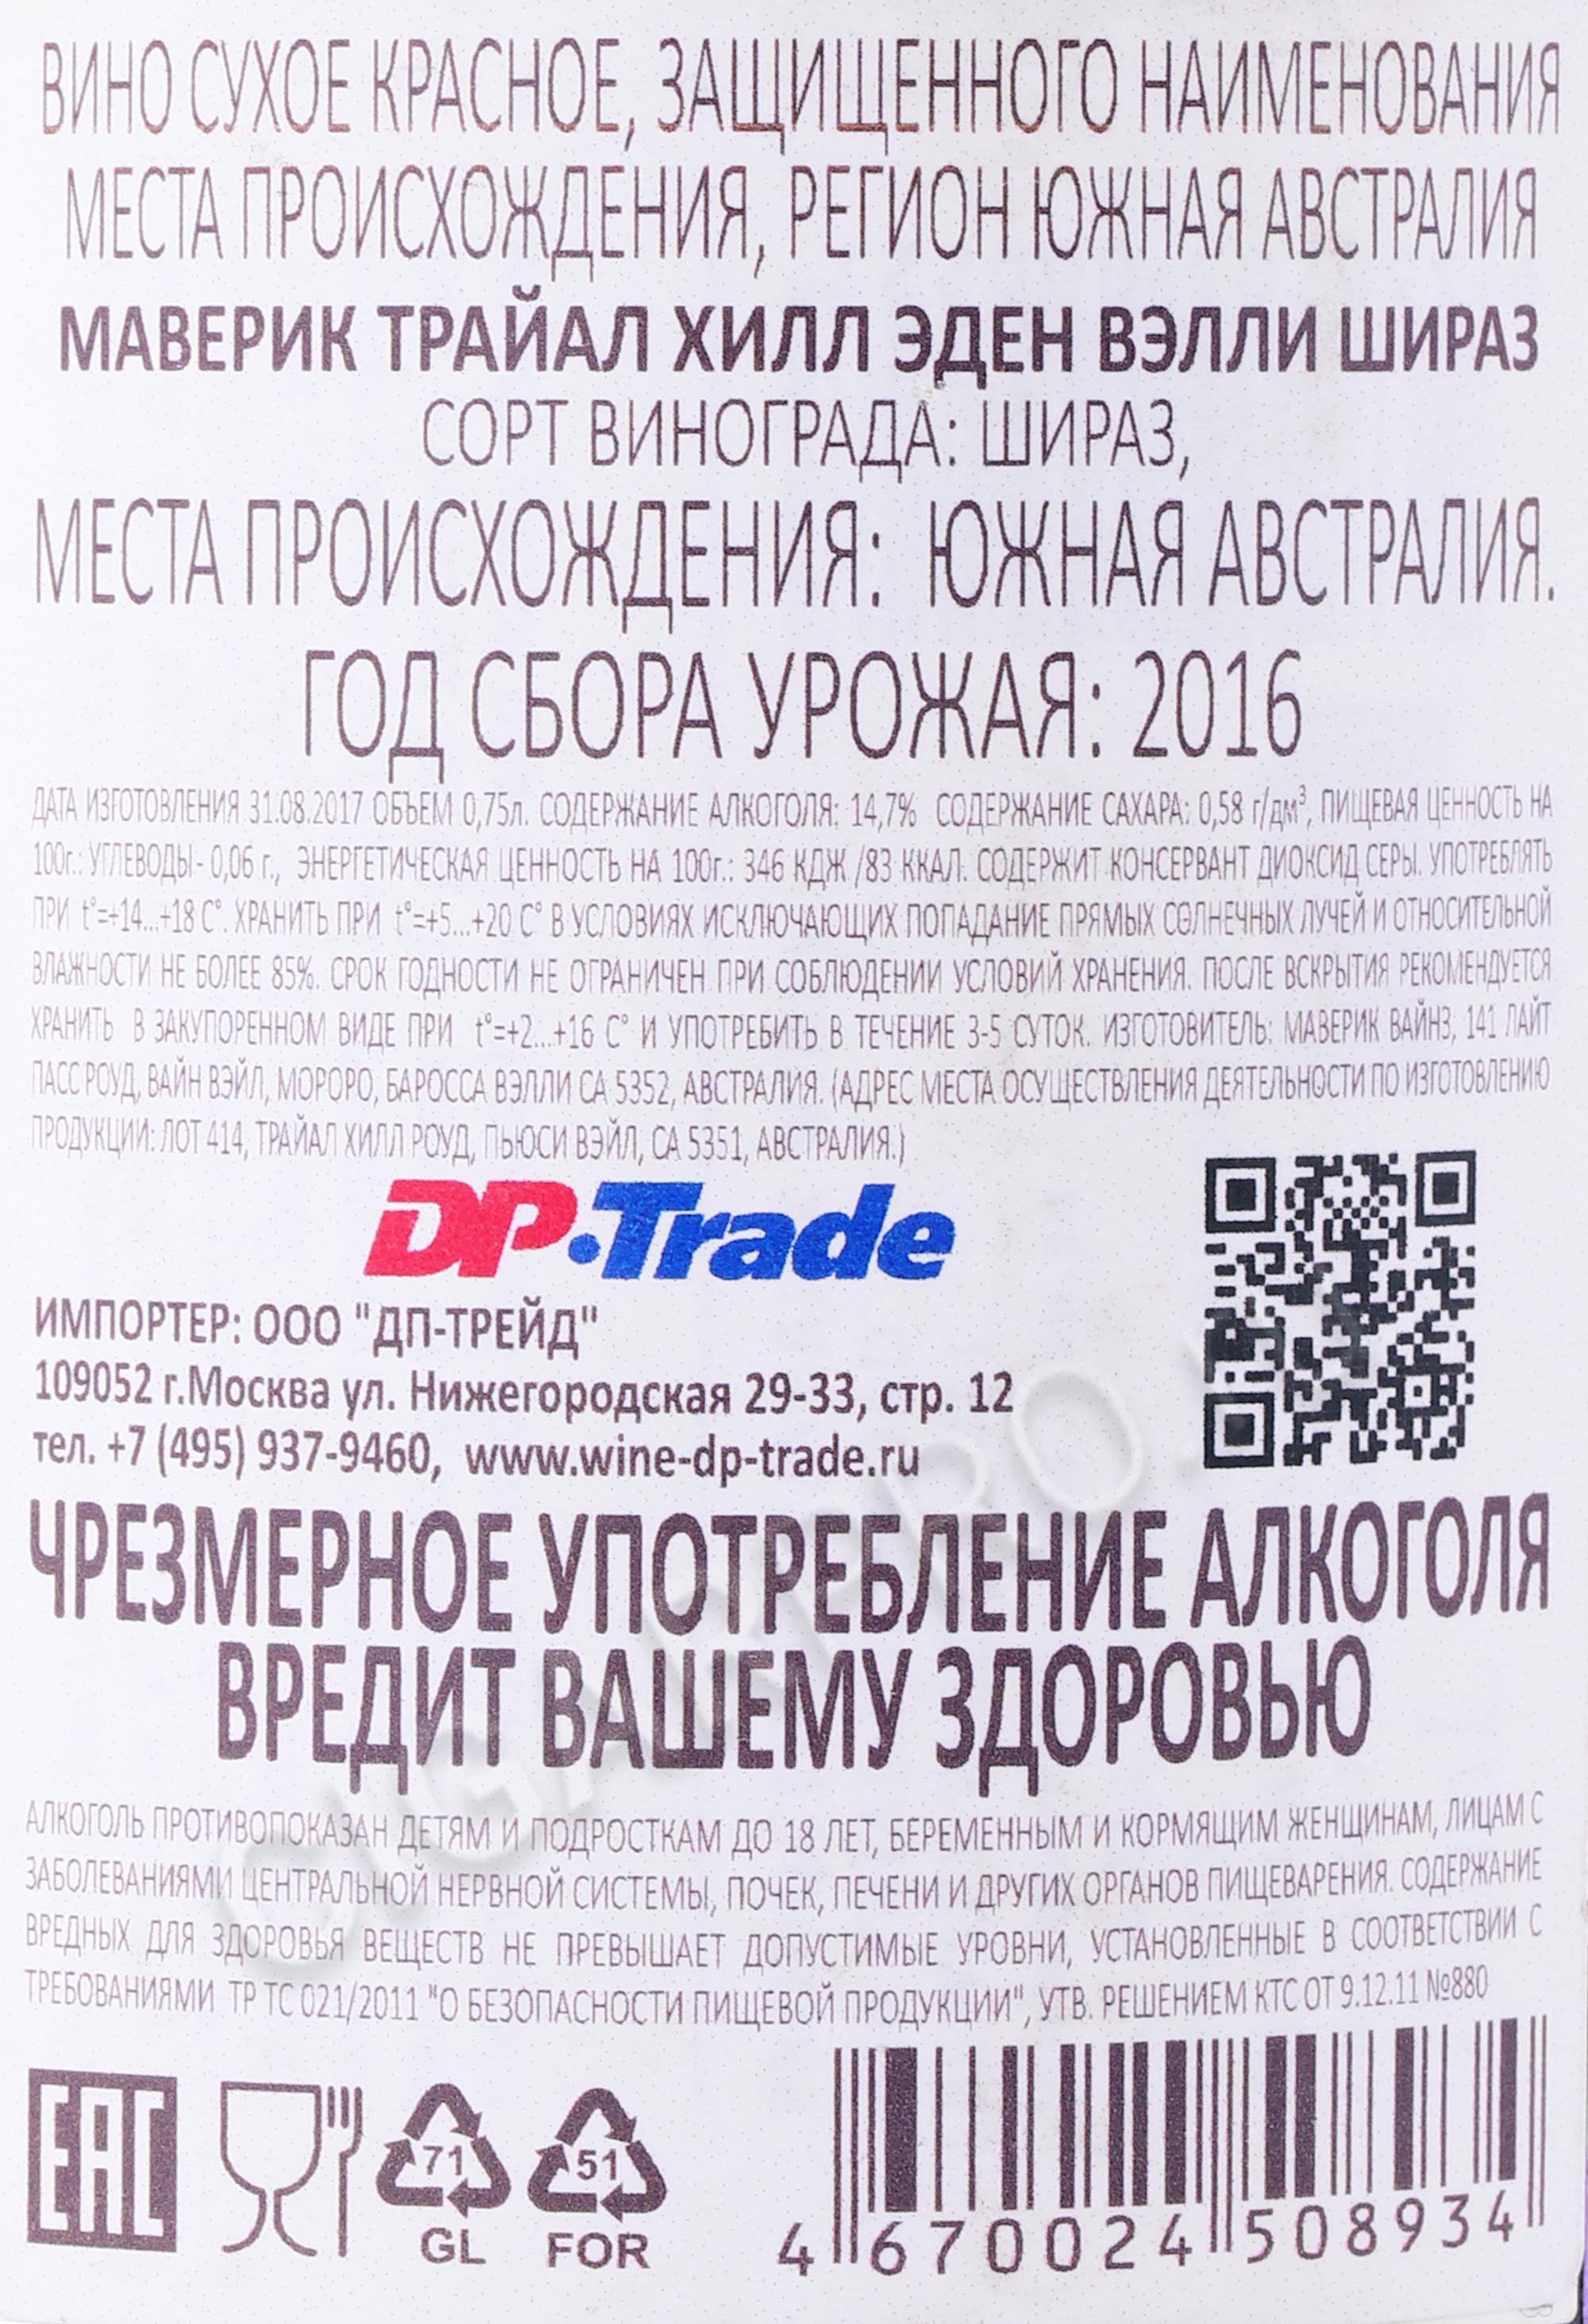 ВИНО СУХОЕ КРАСНОЕ, ЗАЩИЩЕННОГО НАИМЕНОВАНИЯ
МЕСТА ПРОИСХОЖДЕНИЯ, РЕГИОН ЮЖНАЯ АВСТРАЛИЯ
МАВЕРИК ТРАЙАЛ ХИЛЛ ЭДЕН ВЭЛЛИ ШИРАЗ
СОРТ ВИНОГРАДА: ШИРАЗ,
МЕСТА ПРОИСХОЖДЕНИЯ: ЮЖНАЯ АВСТРАЛИЯ.
ГОД СБОРА УРОЖАЯ: 2016
ДАТА ИЗГОТОВЛЕНИЯ 31.08.2017 ОБЪЕМ 0,75л. СОДЕРЖАНИЕ АЛКОГОЛЯ: 14,7% СОДЕРЖАНИЕ САХАРА: 0,58 г/дм³, ПИЩЕВАЯ ЦЕННОСТЬ НА
100г.: УГЛЕВОДЫ- 0,06 г., ЭНЕРГЕТИЧЕСКАЯ ЦЕННОСТЬ НА 100г.: 346 КДЖ /83 ККАЛ. СОДЕРЖИТ КОНСЕРВАНТ ДИОКСИД СЕРЫ. УПОТРЕБЛЯТЬ
ПРИ t°=+14...+18 С°. ХРАНИТЬ ПРИ t°=+5...+20 С° В УСЛОВИЯХ ИСКЛЮЧАЮЩИХ ПОПАДАНИЕ ПРЯМЫХ СОЛНЕЧНЫХ ЛУЧЕЙ И ОТНОСИТЕЛЬНОЙ
ВЛАЖНОСТИ НЕ БОЛЕЕ 85%. СРОК ГОДНОСТИ НЕ ОГРАНИЧЕН ПРИ СОБЛЮДЕНИИ УСЛОВИЙ ХРАНЕНИЯ. ПОСЛЕ ВСКРЫТИЯ РЕКОМЕНДУЕТСЯ
ХРАНИТЬ В ЗАКУПОРЕННОМ ВИДЕ ПРИ t°=+2...+16 С° И УПОТРЕБИТЬ В ТЕЧЕНИЕ 3-5 СУТОК. ИЗГОТОВИТЕЛЬ: МАВЕРИК ВАЙНЗ, 141 ЛАЙТ
ПАСС РОУД, ВАЙН ВЭЙЛ, МОРОРО, БАРОССА ВЭЛЛИ СА 5352, АВСТРАЛИЯ. (АДРЕС МЕСТА ОСУЩЕСТВЛЕНИЯ ДЕЯТЕЛЬНОСТИ ПО ИЗГОТОВЛЕНИЮ
ПРОДУКЦИИ: ЛОТ 414, ТРАЙАЛ ХИЛЛ РОУД, ПЬЮСИ ВЭЙЛ, СА 5351, АВСТРАЛИЯ.)
DP·Trade
ИМПОРТЕР: ООО "ДП-ТРЕЙД"
109052 г.Москва ул. Нижегородская 29-33, стр. 12
тел. +7 (495) 937-9460, www.wine-dp-trade.ru
ЧРЕЗМЕРНОЕ УПОТРЕБЛЕНИЕ АЛКОГОЛЯ
ВРЕДИТ ВАШЕМУ ЗДОРОВЬЮ
АЛКОГОЛЬ ПРОТИВОПОКАЗАН ДЕТЯМ И ПОДРОСТКАМ ДО 18 ЛЕТ, БЕРЕМЕННЫМ И КОРМЯЩИМ ЖЕНЩИНАМ, ЛИЦАМ С
ЗАБОЛЕВАНИЯМИ ЦЕНТРАЛЬНОЙ НЕРВНОЙ СИСТЕМЫ, ПОЧЕК, ПЕЧЕНИ И ДРУГИХ ОРГАНОВ ПИЩЕВАРЕНИЯ. СОДЕРЖАНИЕ
ВРЕДНЫХ ДЛЯ ЗДОРОВЬЯ ВЕЩЕСТВ НЕ ПРЕВЫШАЕТ ДОПУСТИМЫЕ УРОВНИ, УСТАНОВЛЕННЫЕ В СООТВЕТСТВИИ С
ТРЕБОВАНИЯМИ ТР ТС 021/2011 "О БЕЗОПАСНОСТИ ПИЩЕВОЙ ПРОДУКЦИИ", УТВ. РЕШЕНИЕМ КТС ОТ 9.12.11 №880
EAC
71
GL
51
FOR
4 670024 508934